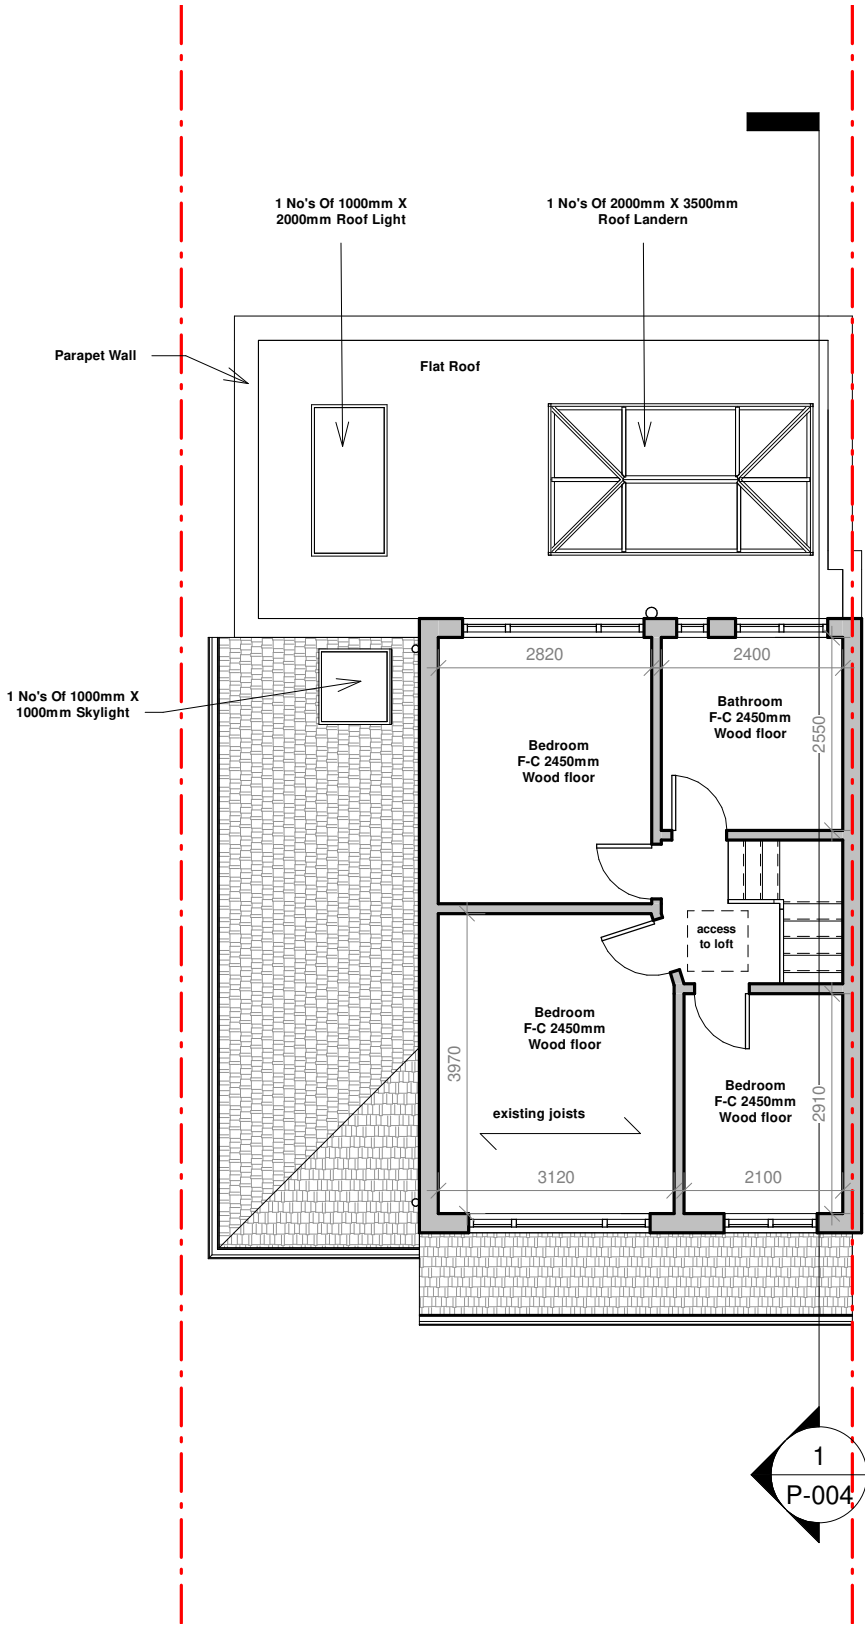 1 No's Of 1000mm X
2000mm Roof Light
1 No's Of 2000mm X 3500mm
Roof Landern
Parapet Wall
Flat Roof
1 No's Of 1000mm X
1000mm Skylight
2820
2400
Bathroom
F-C 2450mm
Wood floor
2550
Bedroom
F-C 2450mm
Wood floor
access
to loft
Bedroom
F-C 2450mm
Wood floor
3970
existing joists
Bedroom
F-C 2450mm
Wood floor
2910
3120
2100
1
P-004